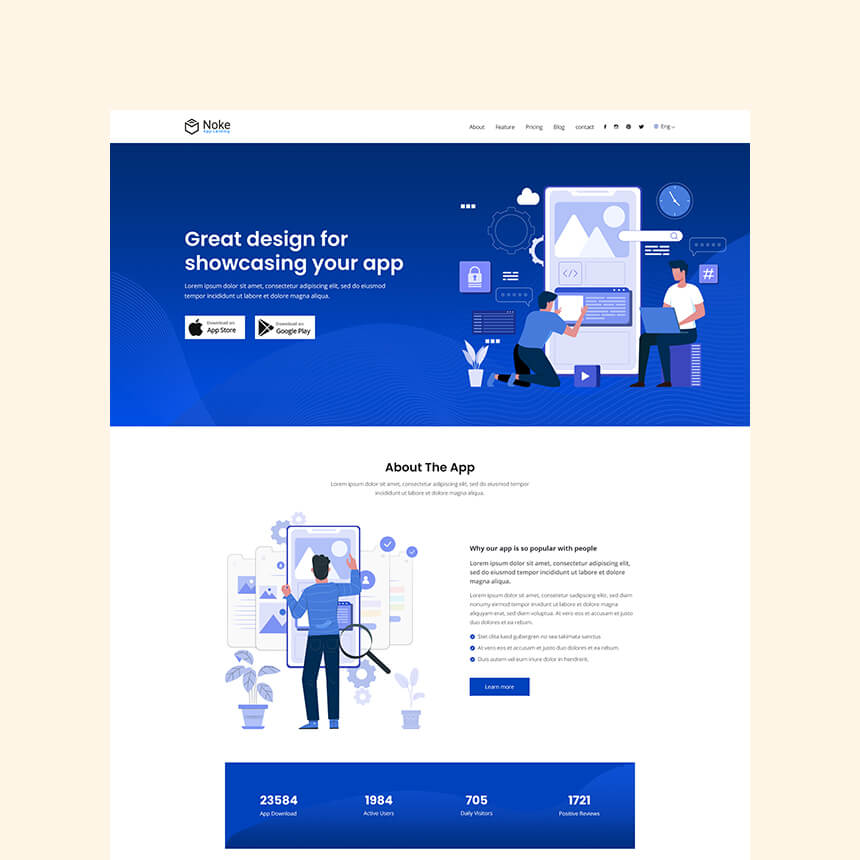 Noke
App Landing
About Feature Pricing Blog contact Eng
Great design for
showcasing your app
Lorem ipsum dolor sit amet, consectetur adipiscing elit, sed do eiusmod
tempor incididunt ut labore et dolore magna aliqua.
Download on
App Store
Download on
Google Play
</>
#
About The App
Lorem ipsum dolor sit amet, consectetur adipiscing elit, sed do eiusmod tempor
incididunt ut labore et dolore magna aliqua.
Why our app is so popular with people
Lorem ipsum dolor sit amet, consectetur
sed do eiusmod tempor incididunt ut labore et dolore
magna aliqua.
Lorem ipsum dolor sit amet, consetetur sadipscing elitr, sed diam
nonumy eirmod tempor invidunt ut labore et dolore magna
aliquyam erat, sed diam voluptua. At vero eos et accusam et justo duo
dolores et ea rebum.
Stet clita kasd gubergren no sea takimata sanctus
At vero eos et accusam et justo duo dolores et ea rebum.
Duis autem vel eum iriure dolor in hendrerit.
Learn more
23584
App Download
1984
Active Users
705
Daily Visitors
1721
Positive Reviews